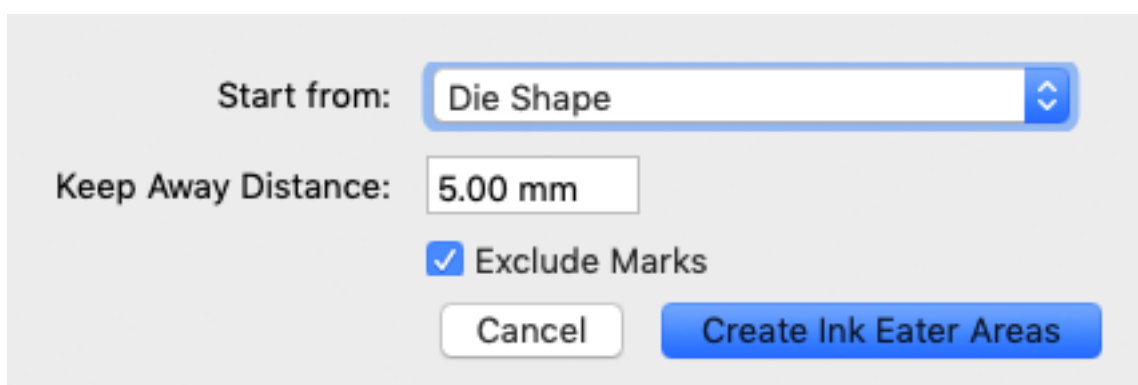 Start from: Die Shape
Keep Away Distance: 5.00 mm
Exclude Marks
Cancel Create Ink Eater Areas